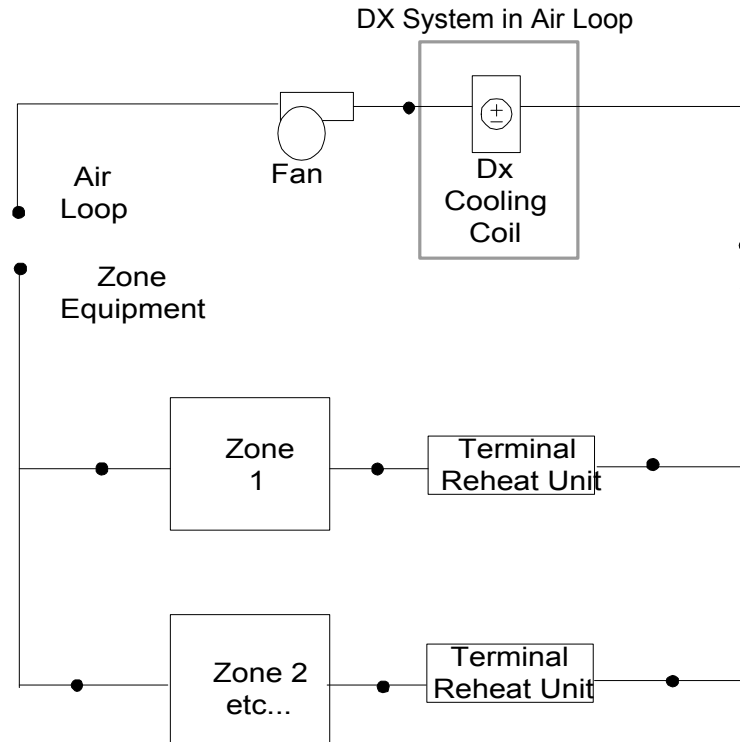 DX System in Air Loop
Fan
Dx
Cooling
Coil
Air
Loop
Zone
Equipment
Zone
1
Terminal
Reheat Unit
Zone 2
etc...
Terminal
Reheat Unit